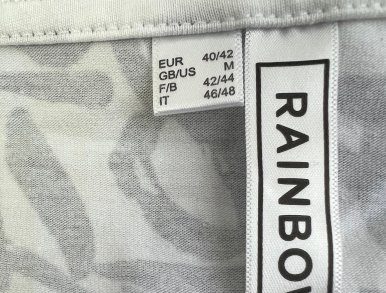 EUR 40/42
GB/US M
F/B 42/44
IT 46/48
RAINBOW